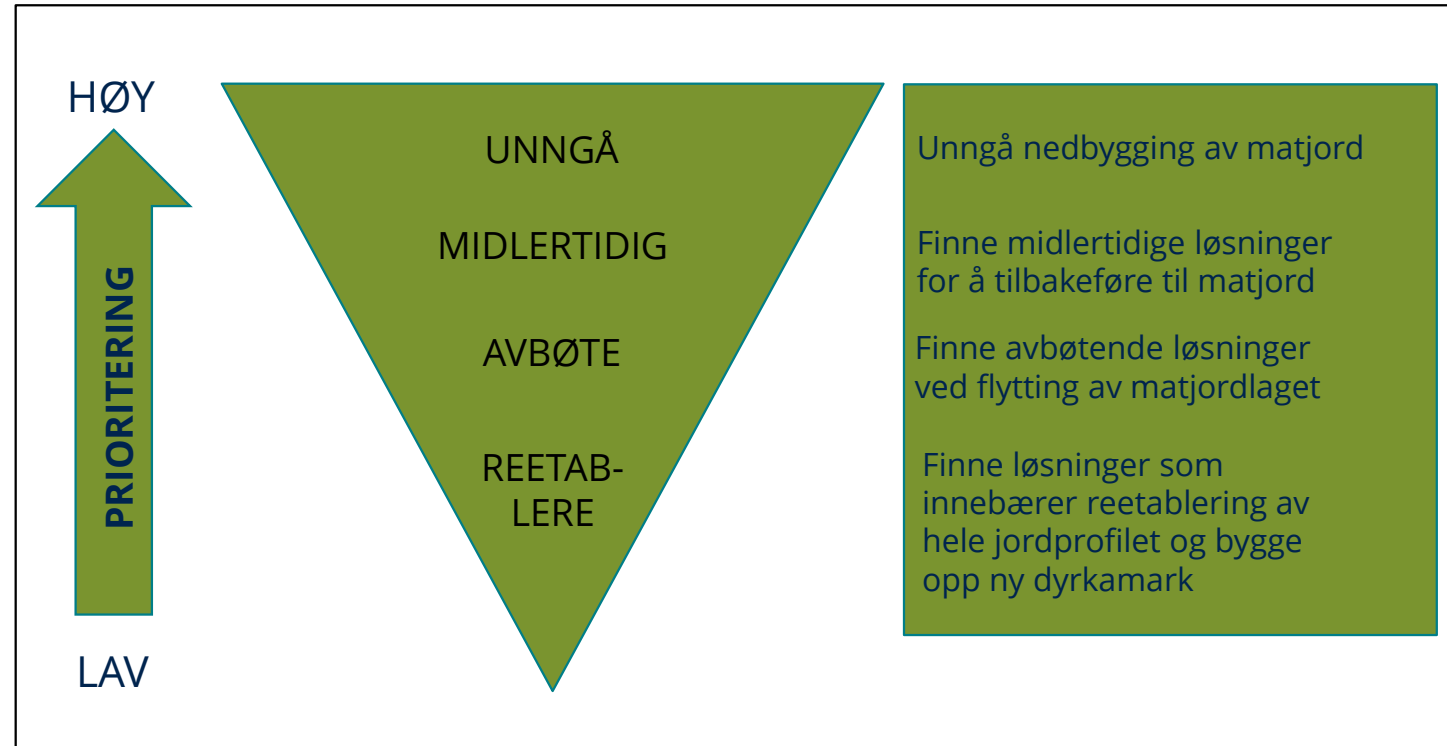 HØY
PRIORITERING
LAV
UNNGÅ
MIDLERTIDIG
AVBØTE
REETAB-
LERE
Unngå nedbygging av matjord
Finne midlertidige løsninger
for å tilbakeføre til matjord
Finne avbøtende løsninger
ved flytting av matjordlaget
Finne løsninger som
innebærer reetablering av
hele jordprofilet og bygge
opp ny dyrkamark